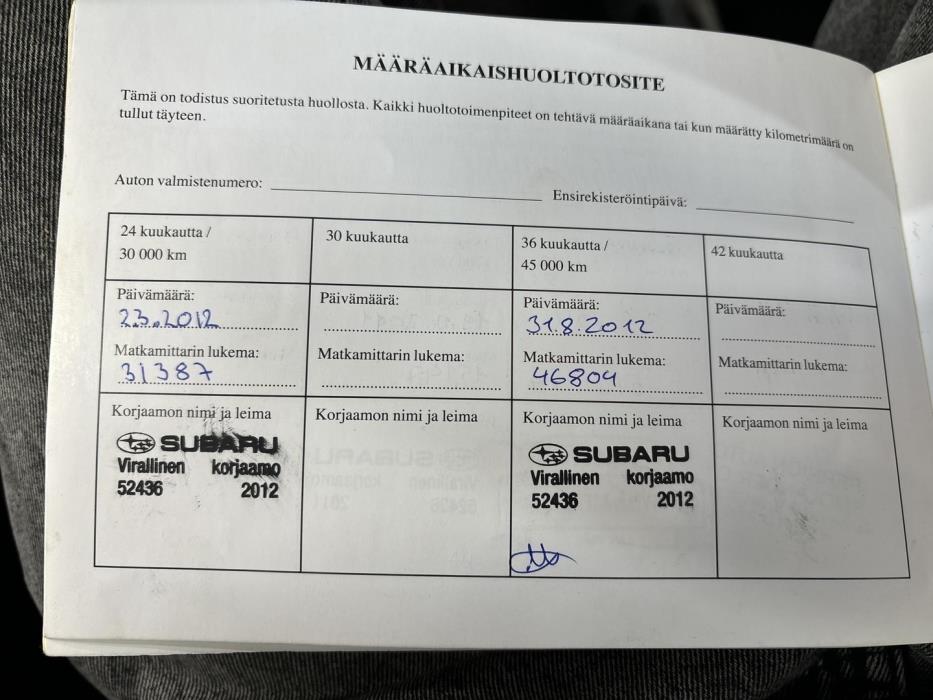 MÄÄRÄAIKAISHUOLTOTOSITE
Tämä on todistus suoritetusta huollosta. Kaikki huoltotoimenpiteet on tehtävä määräaikana tai kun määrätty kilometrimäärä on
tullut täyteen.
Auton valmistenumero:
Ensirekisteröintipäivä:
24 kuukautta /
30 000 km
30 kuukautta
36 kuukautta /
45 000 km
42 kuukautta
Päivämäärä:
2.3.2012
Päivämäärä:
Päivämäärä:
31.8.2012
Päivämäärä:
Matkamittarin lukema:
31387
Matkamittarin lukema:
Matkamittarin lukema:
46804
Matkamittarin lukema:
Korjaamon nimi ja leima
SUBARU
Virallinen korjaamo
52436 2012
Korjaamon nimi ja leima
Korjaamon nimi ja leima
SUBARU
Virallinen korjaamo
52436 2012
Korjaamon nimi ja leima